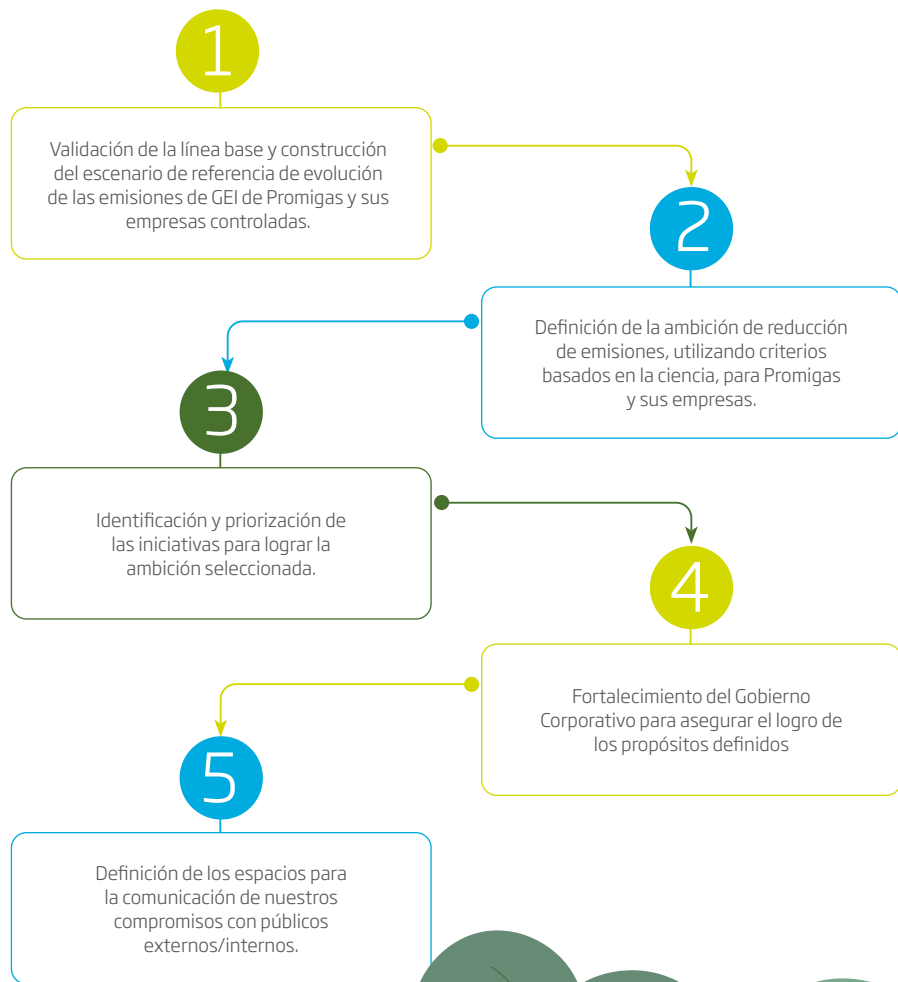 1
Validación de la línea base y construcción
del escenario de referencia de evolución
de las emisiones de GEI de Promigas y sus
empresas controladas.
2
Definición de la ambición de reducción
de emisiones, utilizando criterios
basados en la ciencia, para Promigas
y sus empresas.
3
Identificación y priorización de
las iniciativas para lograr la
ambición seleccionada.
4
Fortalecimiento del Gobierno
Corporativo para asegurar el logro de
los propósitos definidos
5
Definición de los espacios para
la comunicación de nuestros
compromisos con públicos
externos/internos.